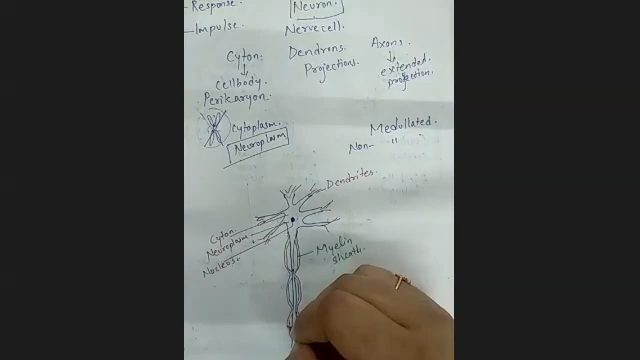 - Response
Neuron.
- Impulse
Nervecell.
Cyton.
Dendrons.
Axons.
Projections.
↓
Cellbody.
↓
extended
projection.
Perikaryon.
Cytoplasm.
Neuroplasm
Medullated.
Non- " "
Dendrites
Cyton.
Neuroplasm
Nucleus
Myelin
sheath.